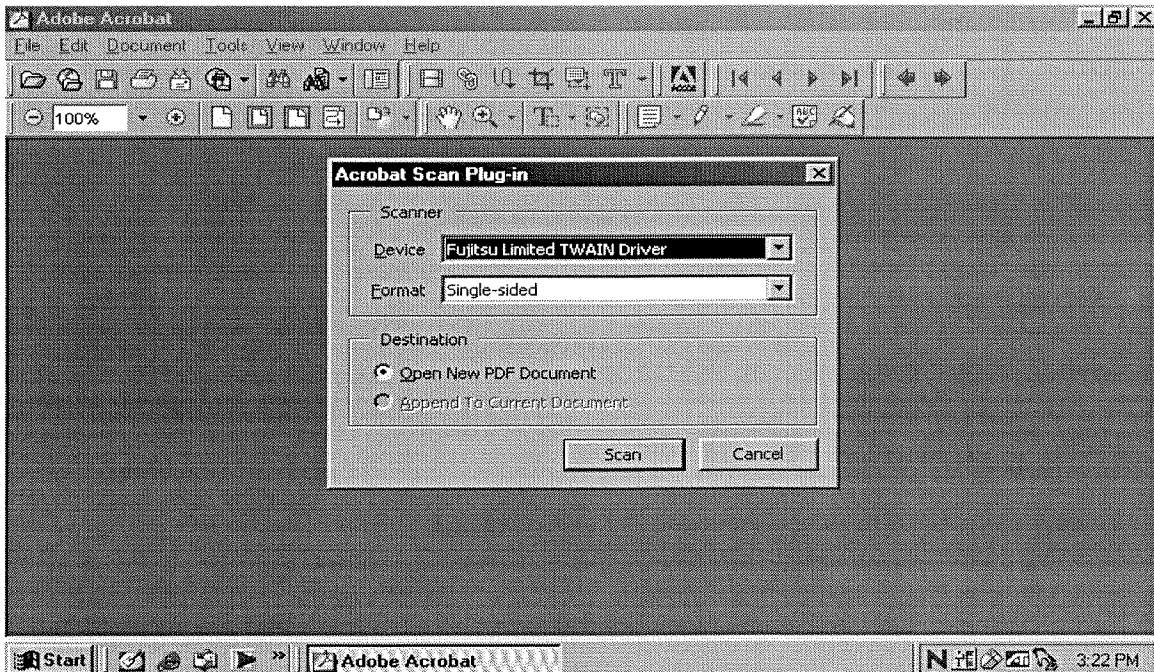 Adobe Acrobat
File Edit Document Tools View Window Help
Adobe
100%
Acrobat Scan Plug-in
Scanner
Device Fujitsu Limited TWAIN Driver
Format Single-sided
Destination
Open New PDF Document
Append To Current Document
Scan Cancel
Start Adobe Acrobat 3:22 PM